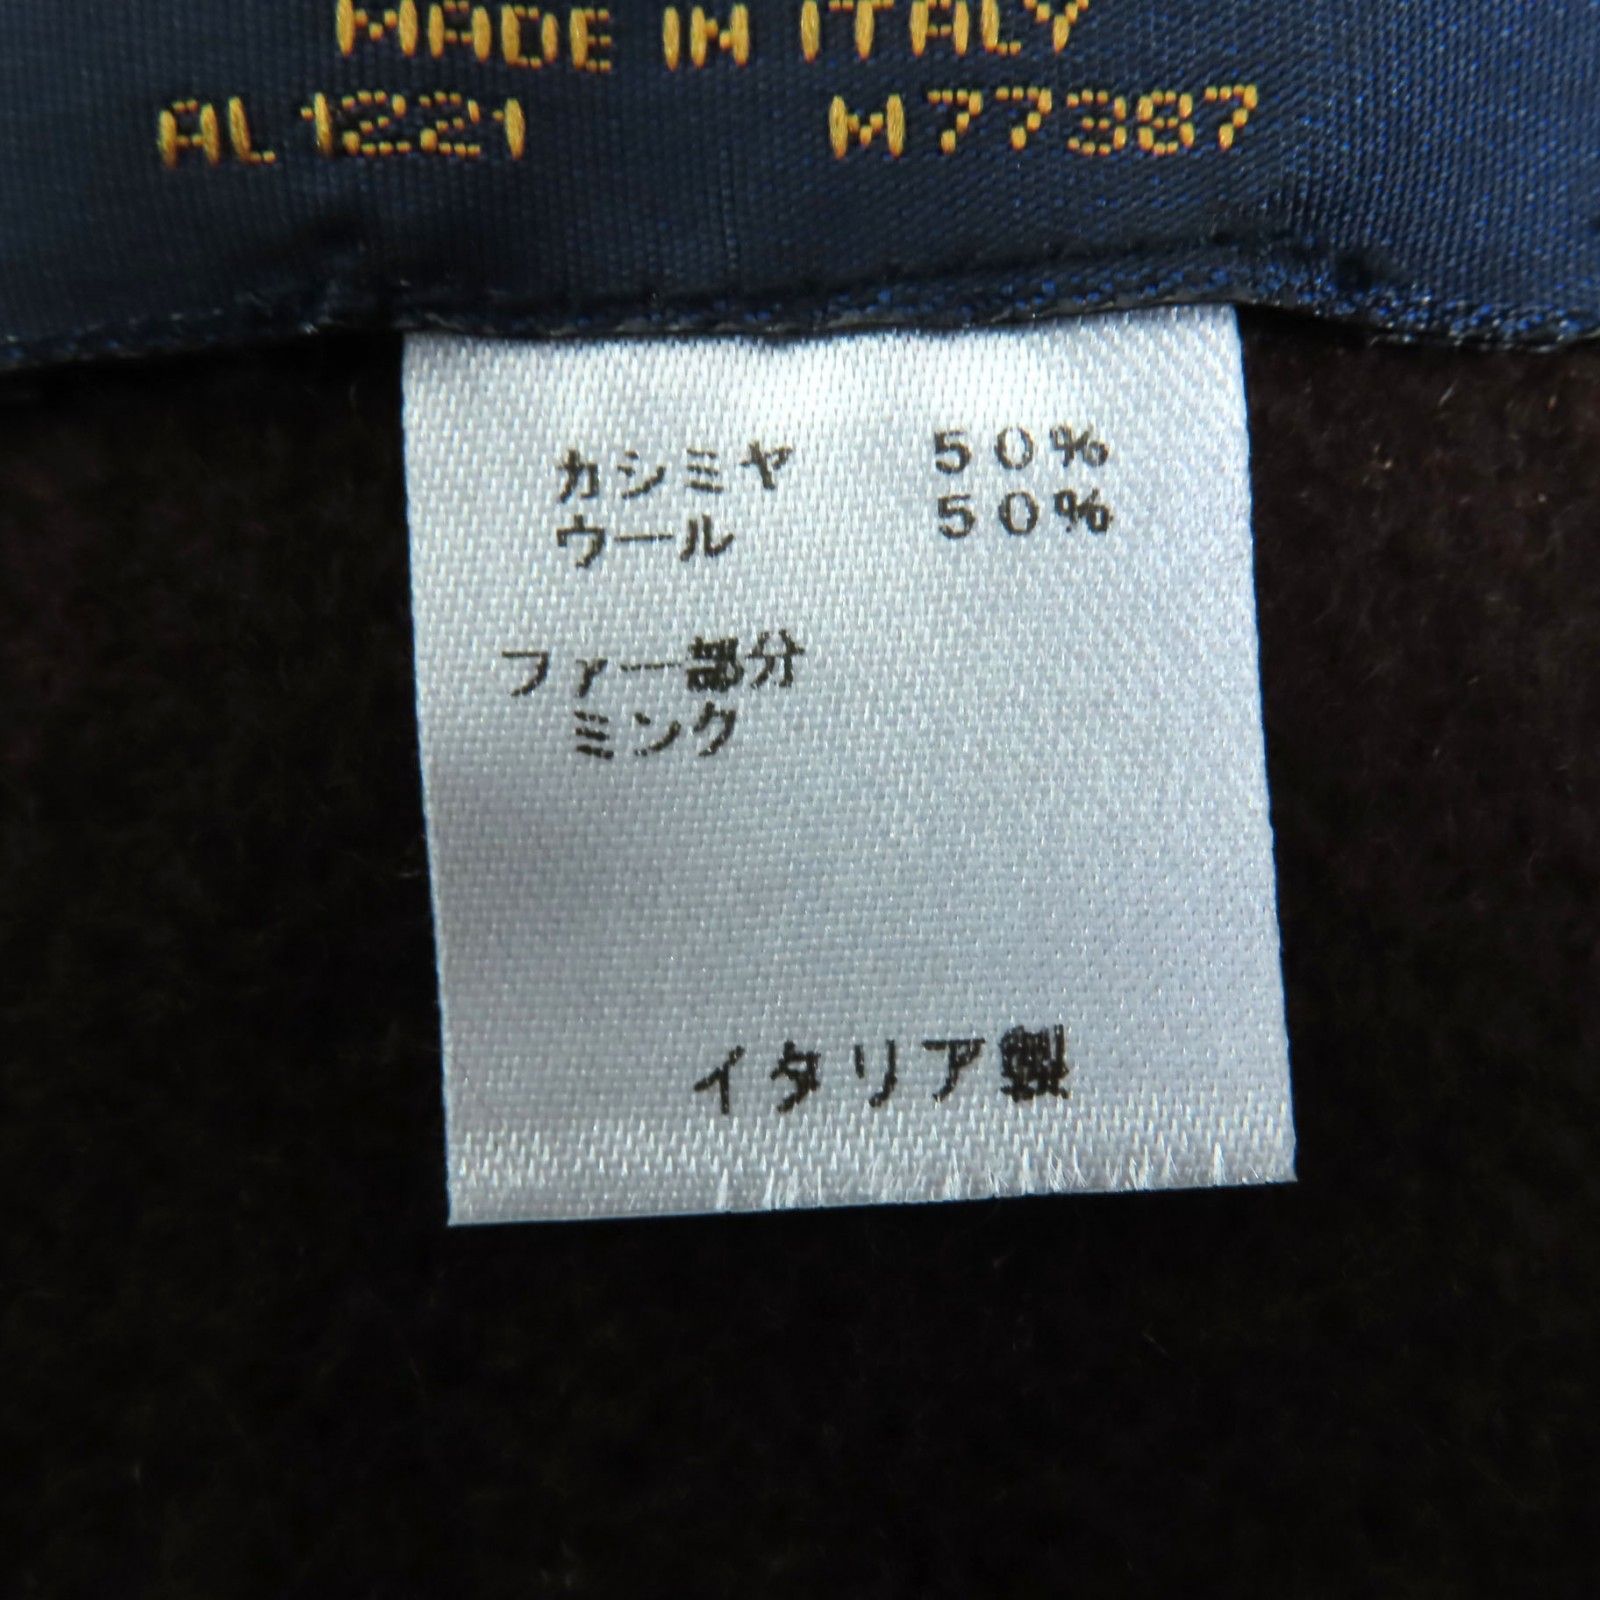 MADE IN ITALY
AL1221 M77387
カシミヤ 50%
ウール 50%
ファー部分
ミンク
イタリア製